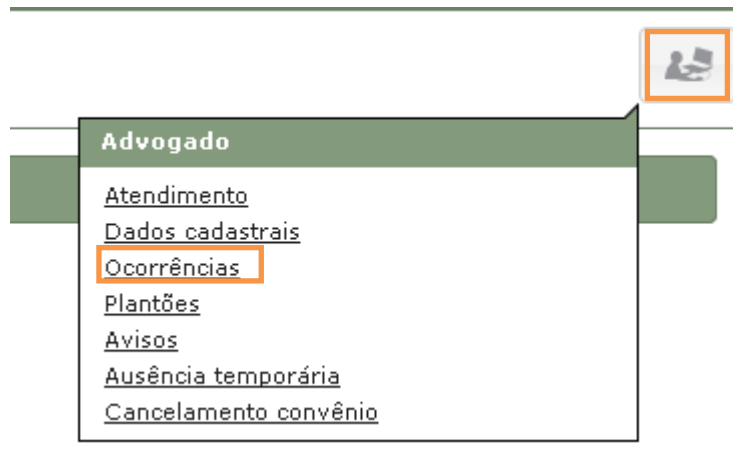 Advogado
Atendimento
Dados cadastrais
Ocorrências
Plantões
Avisos
Ausência temporária
Cancelamento convênio